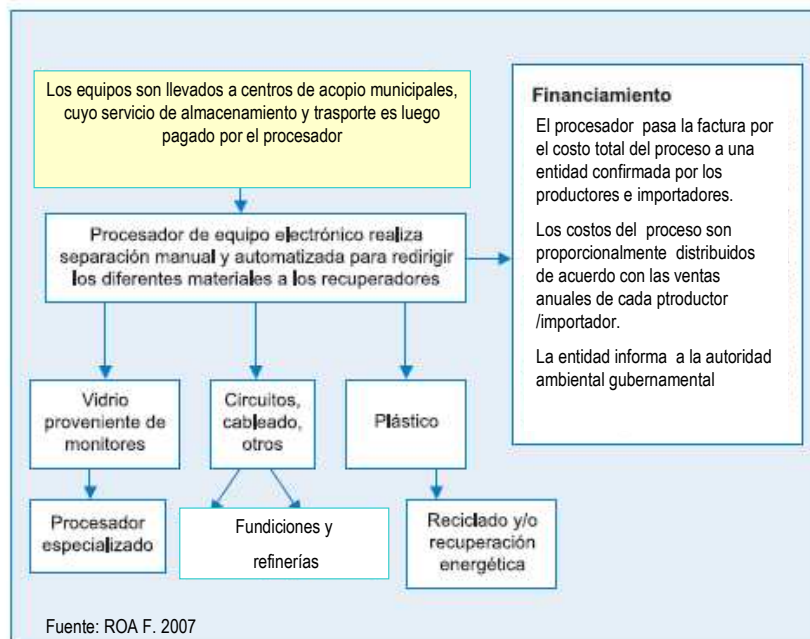 Los equipos son llevados a centros de acopio municipales,
cuyo servicio de almacenamiento y trasporte es luego
pagado por el procesador
Procesador de equipo electrónico realiza
separación manual y automatizada para redirigir
los diferentes materiales a los recuperadores
Financiamiento
El procesador pasa la factura por
el costo total del proceso a una
entidad confirmada por los
productores e importadores.
Los costos del proceso son
proporcionalmente distribuidos
de acuerdo con las ventas
anuales de cada ptroductor
/importador.
La entidad informa a la autoridad
ambiental gubernamental
Vidrio
proveniente de
monitores
Circuitos,
cableado,
otros
Plástico
Procesador
especializado
Fundiciones y
refinerías
Reciclado y/o
recuperación
energética
Fuente: ROA F. 2007